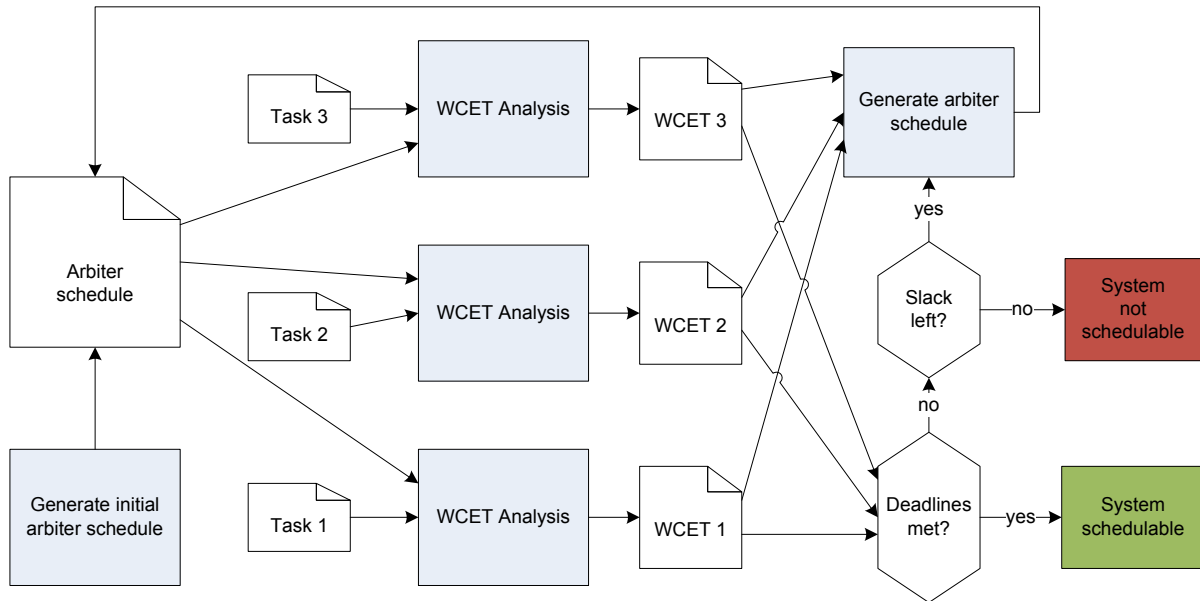 Task 3
WCET Analysis
WCET 3
Generate arbiter
schedule
yes
Arbiter
schedule
Task 2
WCET Analysis
WCET 2
Slack
left?
no
System
not
schedulable
no
Generate initial
arbiter schedule
Task 1
WCET Analysis
WCET 1
Deadlines
met?
yes
System
schedulable